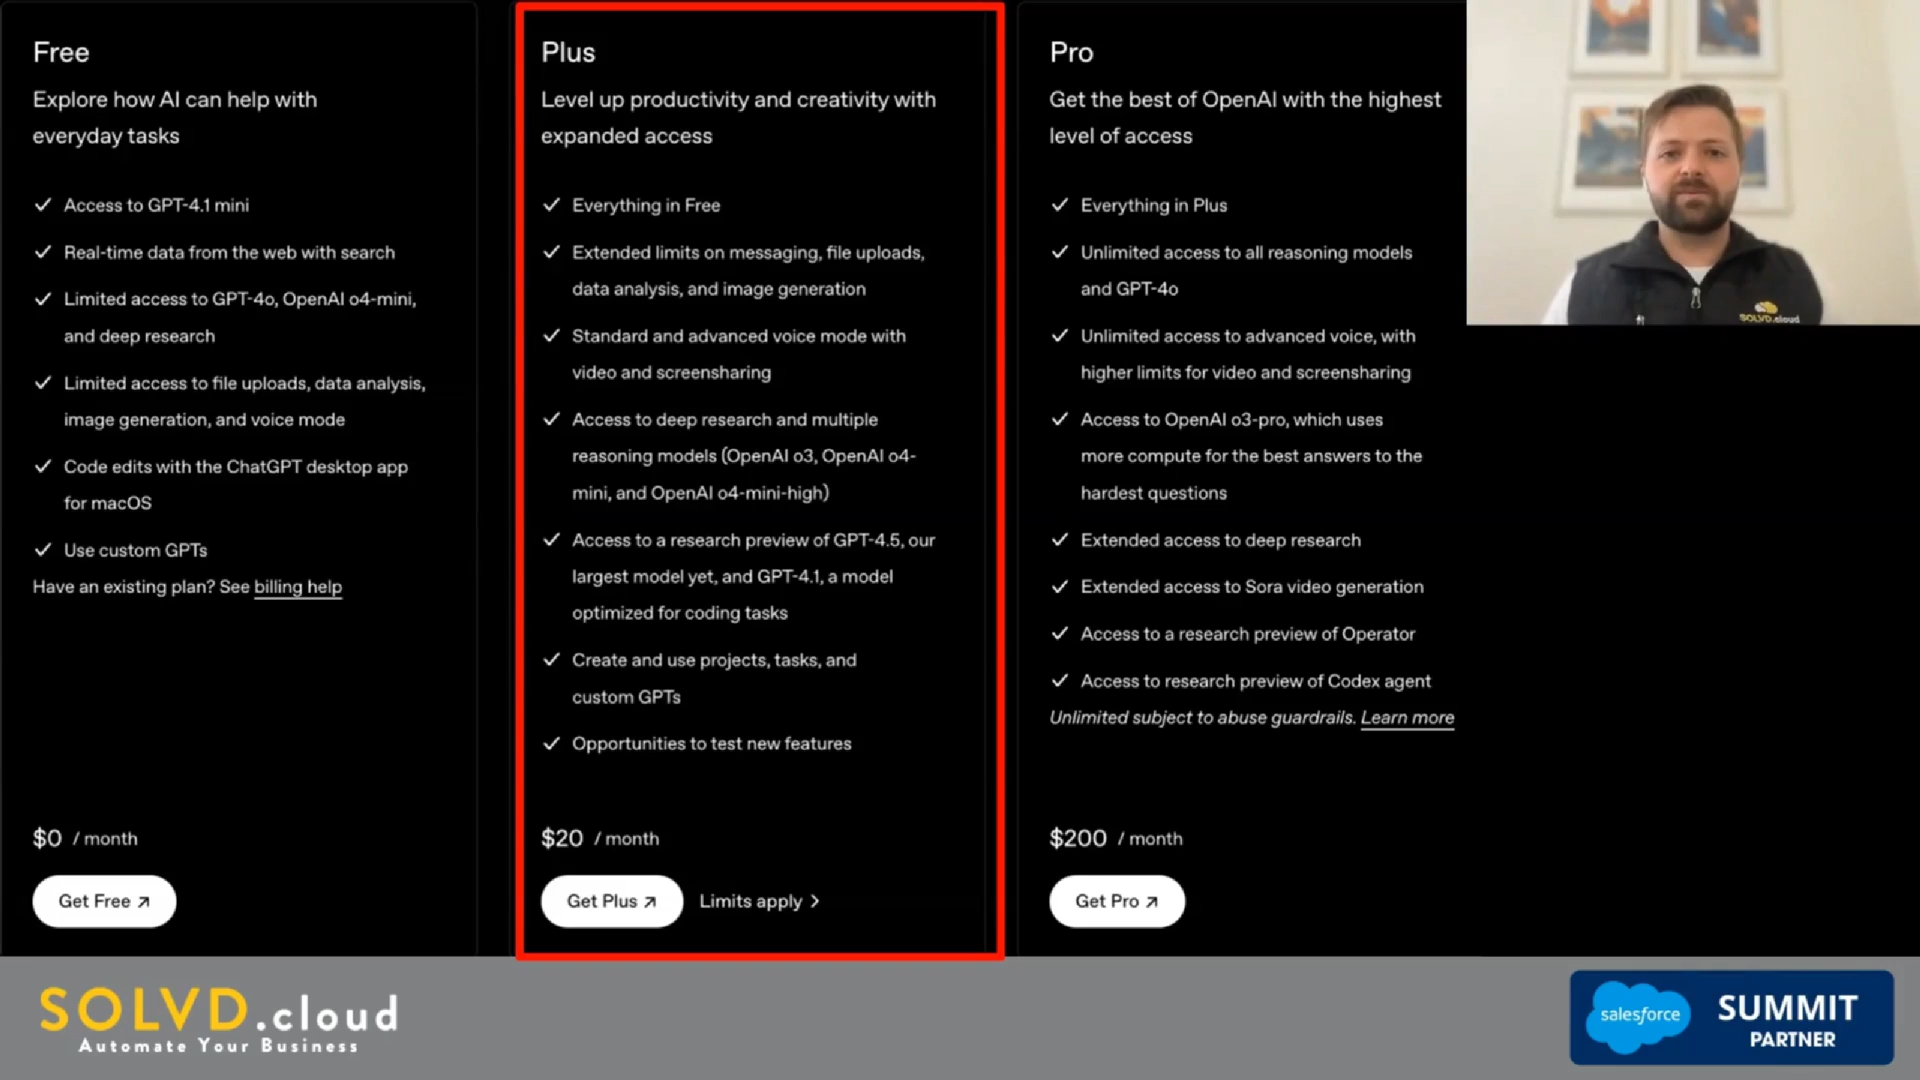 Free
Explore how AI can help with
everyday tasks
Access to GPT-4.1 mini
Real-time data from the web with search
Limited access to GPT-4o, OpenAI o4-mini,
and deep research
Limited access to file uploads, data analysis,
image generation, and voice mode
Code edits with the ChatGPT desktop app
for macOS
Use custom GPTs
Have an existing plan? See billing help
$0 / month
Get Free ↗
Plus
Level up productivity and creativity with
expanded access
Everything in Free
Extended limits on messaging, file uploads,
data analysis, and image generation
Standard and advanced voice mode with
video and screensharing
Access to deep research and multiple
reasoning models (OpenAI o3, OpenAI o4-
mini, and OpenAI o4-mini-high)
Access to a research preview of GPT-4.5, our
largest model yet, and GPT-4.1, a model
optimized for coding tasks
Create and use projects, tasks, and
custom GPTs
Opportunities to test new features
$20 / month
Get Plus ↗ Limits apply >
Pro
Get the best of OpenAI with the highest
level of access
Everything in Plus
Unlimited access to all reasoning models
and GPT-4o
Unlimited access to advanced voice, with
higher limits for video and screensharing
Access to OpenAI o3-pro, which uses
more compute for the best answers to the
hardest questions
Extended access to deep research
Extended access to Sora video generation
Access to a research preview of Operator
Access to research preview of Codex agent
Unlimited subject to abuse guardrails. Learn more
$200 / month
Get Pro ↗
SOLVD.cloud
SOLVD.cloud
Automate Your Business
salesforce
SUMMIT
PARTNER